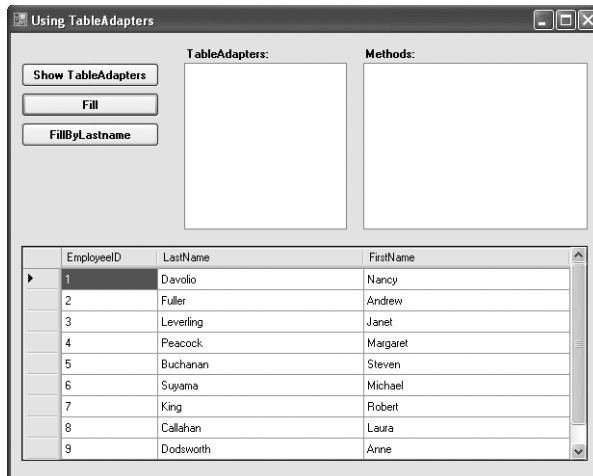 Using TableAdapters
TableAdapters:
Methods:
Show TableAdapters
Fill
FillByLastname
EmployeeID LastName FirstName
1 Davolio Nancy
2 Fuller Andrew
3 Leverling Janet
4 Peacock Margaret
5 Buchanan Steven
6 Suyama Michael
7 King Robert
8 Callahan Laura
9 Dodsworth Anne